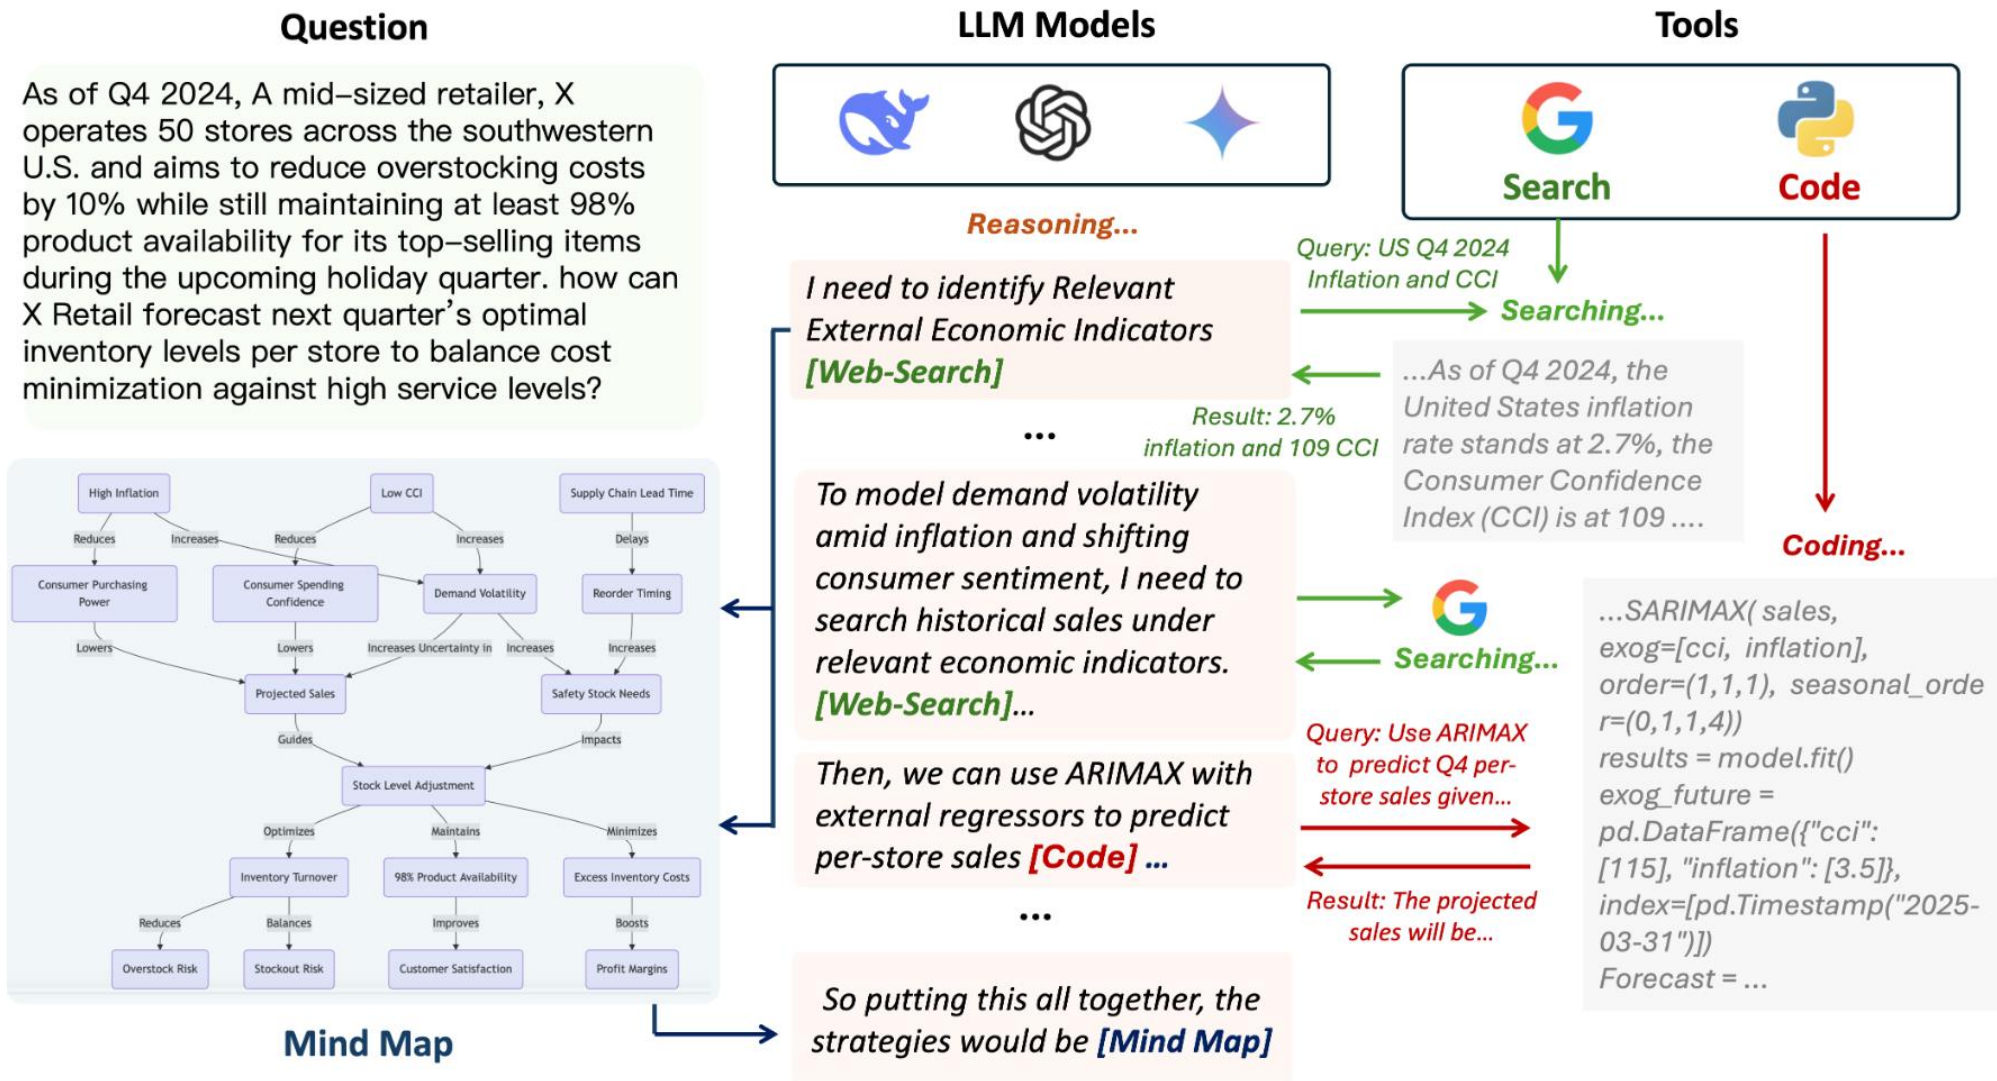 Question
As of Q4 2024, A mid-sized retailer, X
operates 50 stores across the southwestern
U.S. and aims to reduce overstocking costs
by 10% while still maintaining at least 98%
product availability for its top-selling items
during the upcoming holiday quarter. how can
X Retail forecast next quarter's optimal
inventory levels per store to balance cost
minimization against high service levels?
High Inflation
Low CCI
Supply Chain Lead Time
Reduces
Increases
Reduces
Increases
Delays
Consumer Purchasing
Power
Consumer Spending
Confidence
Demand Volatility
Reorder Timing
Lowers
Lowers
Increases Uncertainty in
Increases
Increases
Projected Sales
Safety Stock Needs
Guides
Impacts
Stock Level Adjustment
Optimizes
Maintains
Minimizes
Inventory Turnover
98% Product Availability
Excess Inventory Costs
Reduces
Balances
Improves
Boosts
Overstock Risk
Stockout Risk
Customer Satisfaction
Profit Margins
Mind Map
LLM Models
Reasoning...
I need to identify Relevant
External Economic Indicators
[Web-Search]
...
To model demand volatility
amid inflation and shifting
consumer sentiment, I need to
search historical sales under
relevant economic indicators.
[Web-Search]...
Then, we can use ARIMAX with
external regressors to predict
per-store sales [Code] ...
...
So putting this all together, the
strategies would be [Mind Map]
Tools
Search
Code
Query: US Q4 2024
Inflation and CCI
Searching...
Result: 2.7%
inflation and 109 CCI
...As of Q4 2024, the
United States inflation
rate stands at 2.7%, the
Consumer Confidence
Index (CCI) is at 109 ....
Searching...
Coding...
Query: Use ARIMAX
to predict Q4 per-
store sales given...
Result: The projected
sales will be...
...SARIMAX( sales,
exog=[cci, inflation],
order=(1,1,1), seasonal_orde
r=(0,1,1,4))
results = model.fit()
exog_future =
pd.DataFrame({"cci":
[115], "inflation": [3.5]},
index=[pd.Timestamp("2025-
03-31")])
Forecast = ...